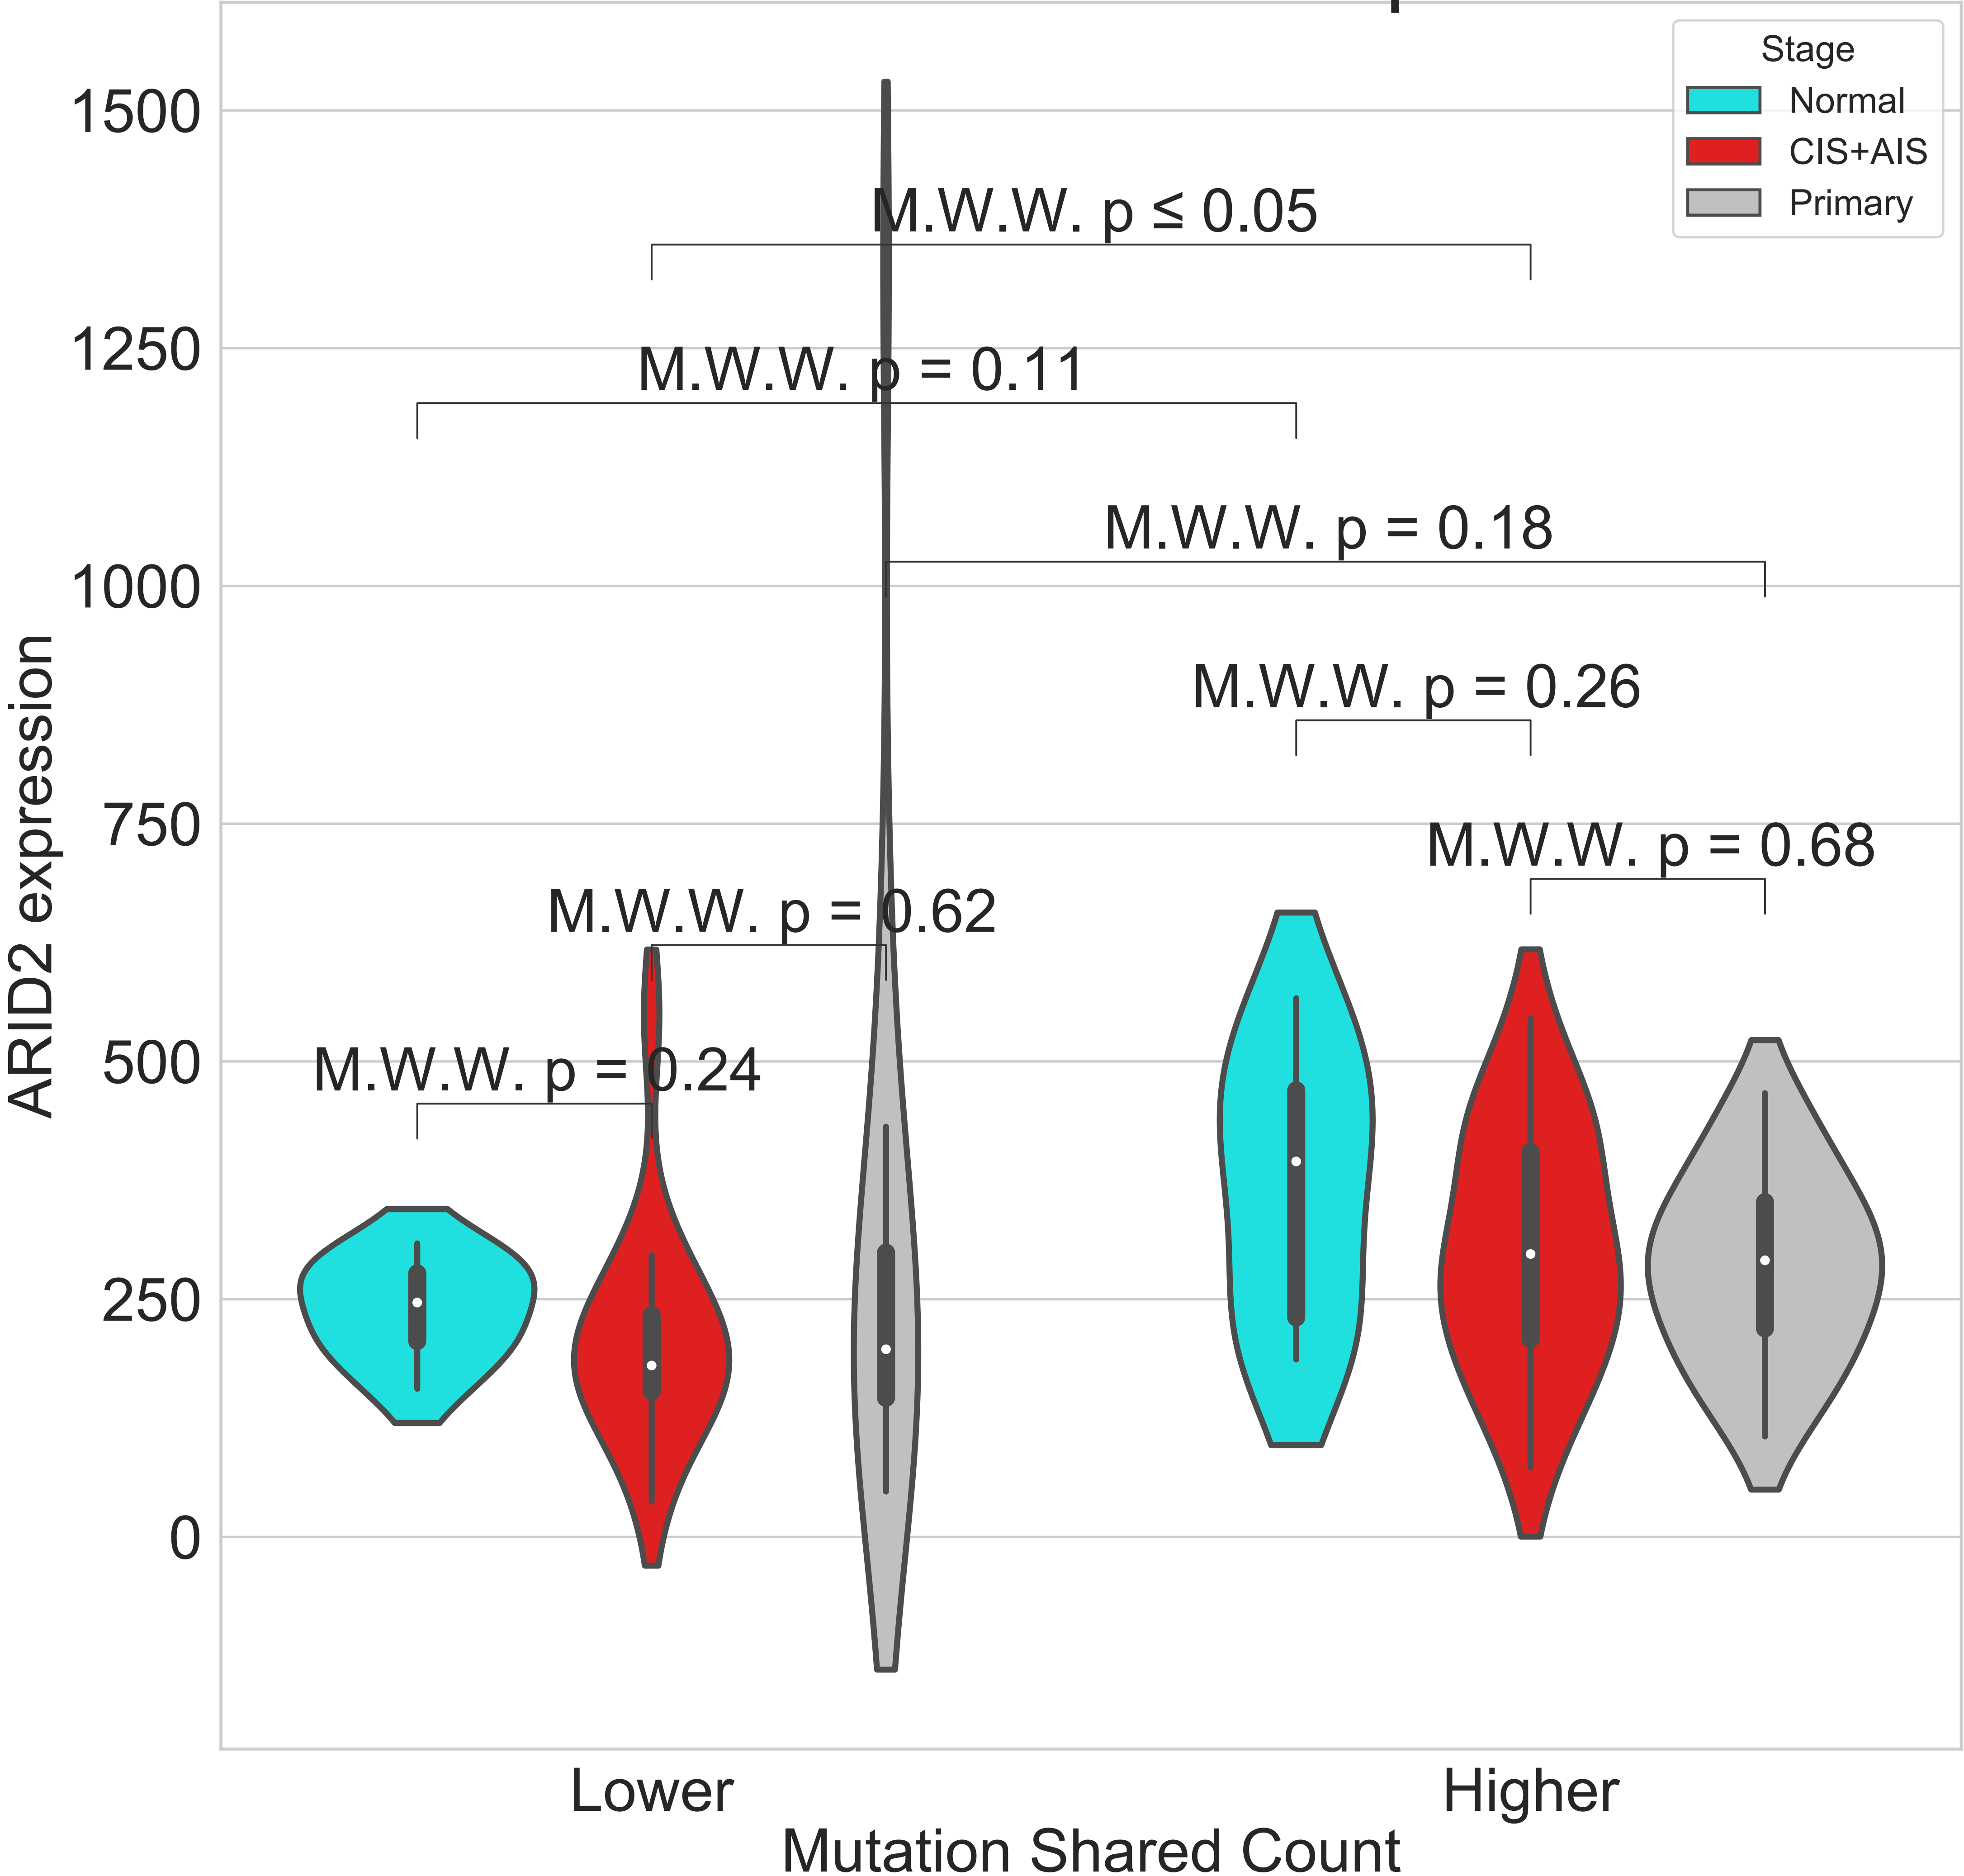 Stage
Normal
CIS+AIS
Primary
1500
1250
1000
750
500
250
0
ARID2 expression
M.W.W. p ≤ 0.05
M.W.W. p = 0.11
M.W.W. p = 0.18
M.W.W. p = 0.26
M.W.W. p = 0.68
M.W.W. p = 0.62
M.W.W. p = 0.24
Lower
Higher
Mutation Shared Count